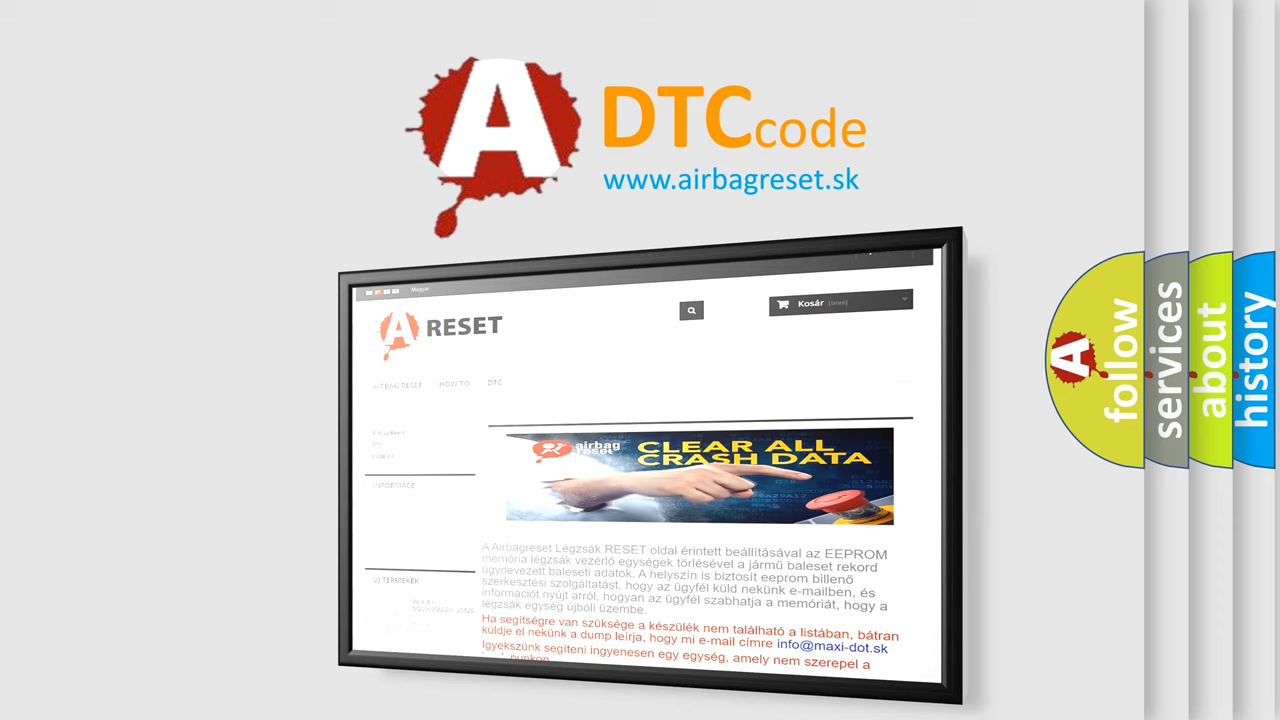 A
DTC code
www.airbagreset.sk
Magyar
A RESET
Kosár
AIRBAG RESET HOW TO DTC
airbag
reset
CLEAR ALL
CRASH DATA
INFORMACE
A Airbagreset Légzsák RESET oldal érintett beállításával az EEPROM
memória légzsák vezérlő egységek törlésével a jármű baleset rekord
úgynevezett baleseti adatok. A helyszín is biztosít eeprom billenő
szerkesztési szolgáltatást, hogy az ügyfél küld nekünk e-mailben, és
információt nyújt arról, hogyan az ügyfél szabhatja a memóriát, hogy a
légzsák egység újbóli üzembe.
Ha segítségre van szüksége a készülék nem található a listában, bátran
küldje el nekünk a dump leírja, hogy mi e-mail címre info@maxi-dot.sk
Igyekszünk segíteni ingyenesen egy egység, amely nem szerepel a
ÚJ TERMÉKEK
A
follow
services
about
history